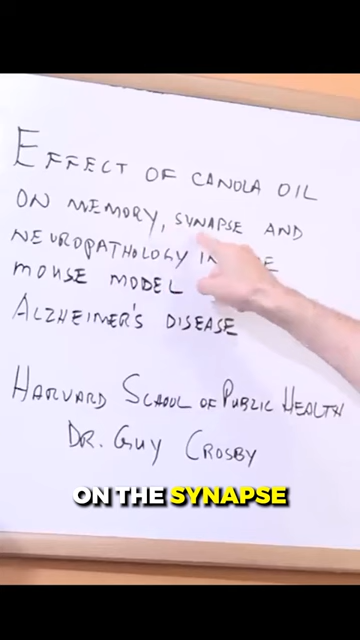 EFFECT OF CANOLA OIL
ON MEMORY, SYNAPSE AND
NEUROPATHOLOGY IN
MOUSE MODEL
ALZHEIMER'S DISEASE
HARVARD SCHOOL OF PUBLIC HEALTH
DR. GUY CROSBY
ON THE SYNAPSE